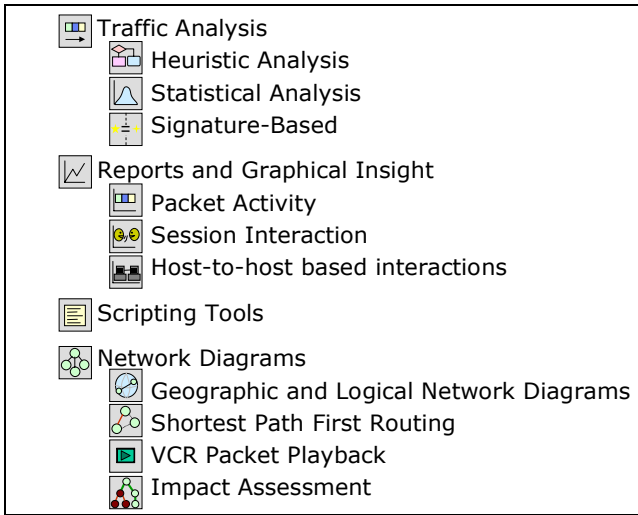 Traffic Analysis
Heuristic Analysis
Statistical Analysis
Signature-Based
Reports and Graphical Insight
Packet Activity
Session Interaction
Host-to-host based interactions
Scripting Tools
Network Diagrams
Geographic and Logical Network Diagrams
Shortest Path First Routing
VCR Packet Playback
Impact Assessment